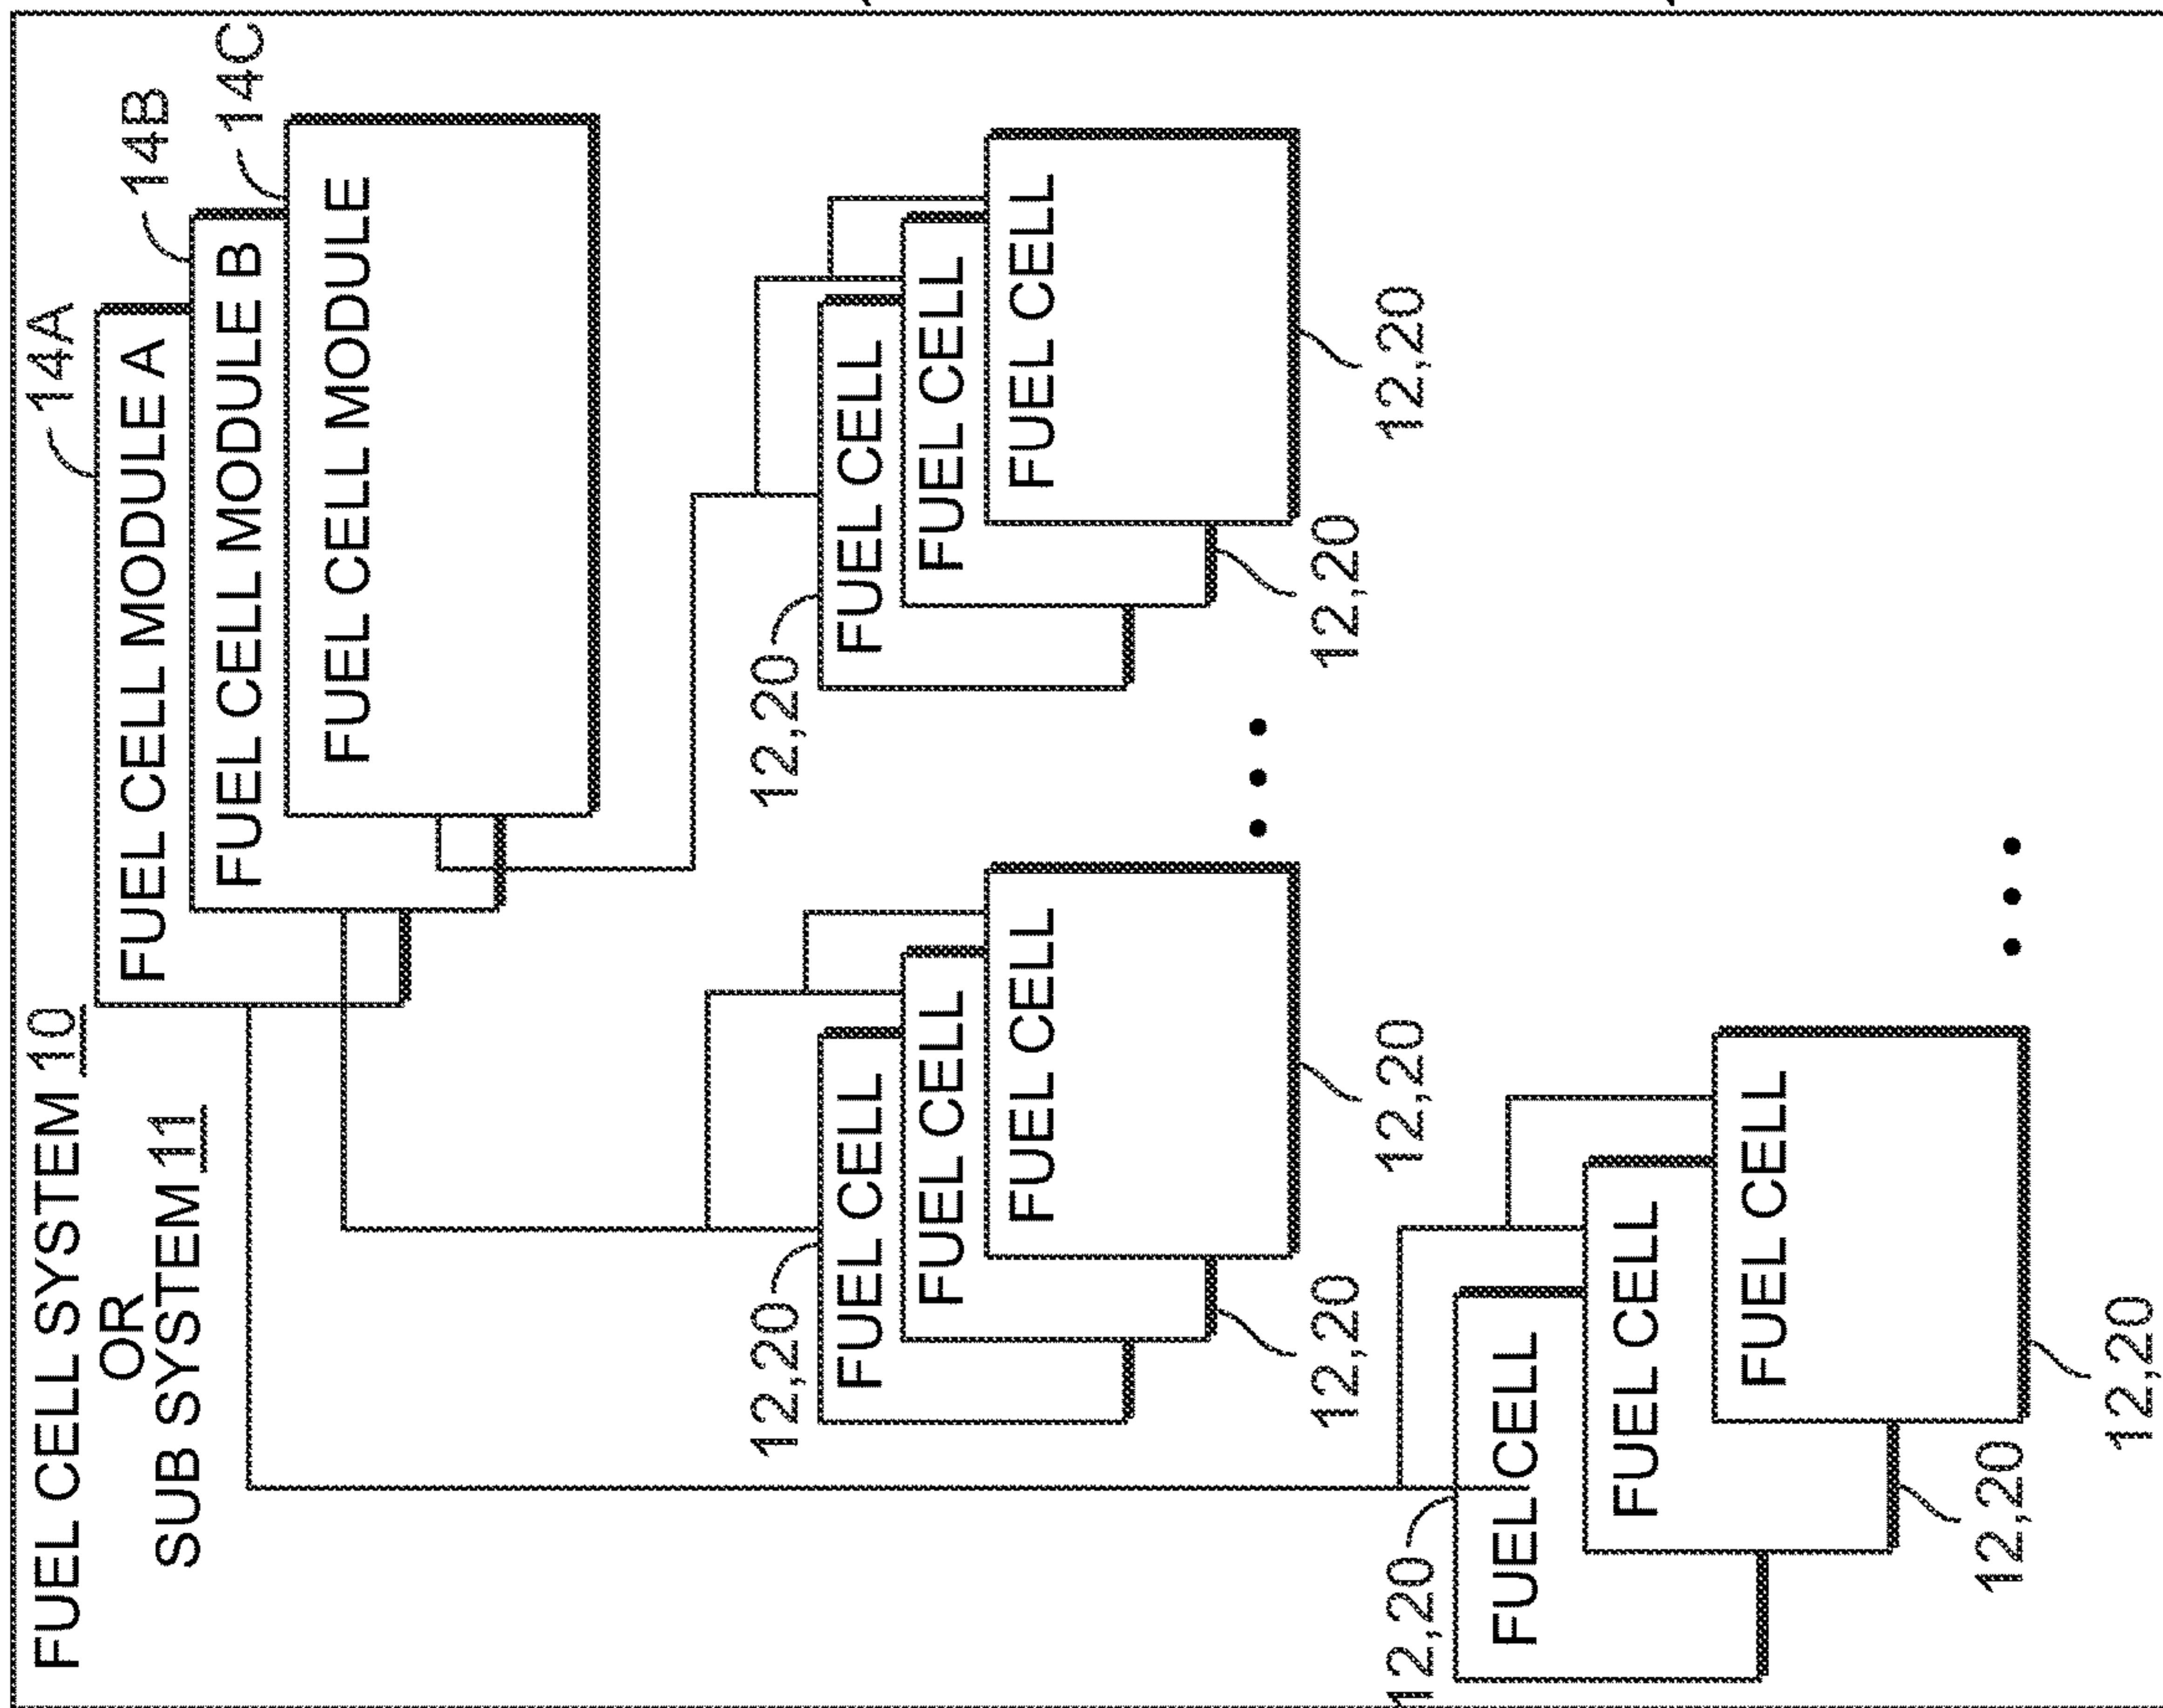 FUEL CELL SYSTEM 10
OR
SUB SYSTEM 11
14A
FUEL CELL MODULE A
14B
FUEL CELL MODULE B
14C
FUEL CELL MODULE
12,20
FUEL CELL
FUEL CELL
FUEL CELL
12,20
12,20
12,20
FUEL CELL
FUEL CELL
FUEL CELL
12,20
12,20
12,20
FUEL CELL
FUEL CELL
FUEL CELL
12,20
12,20